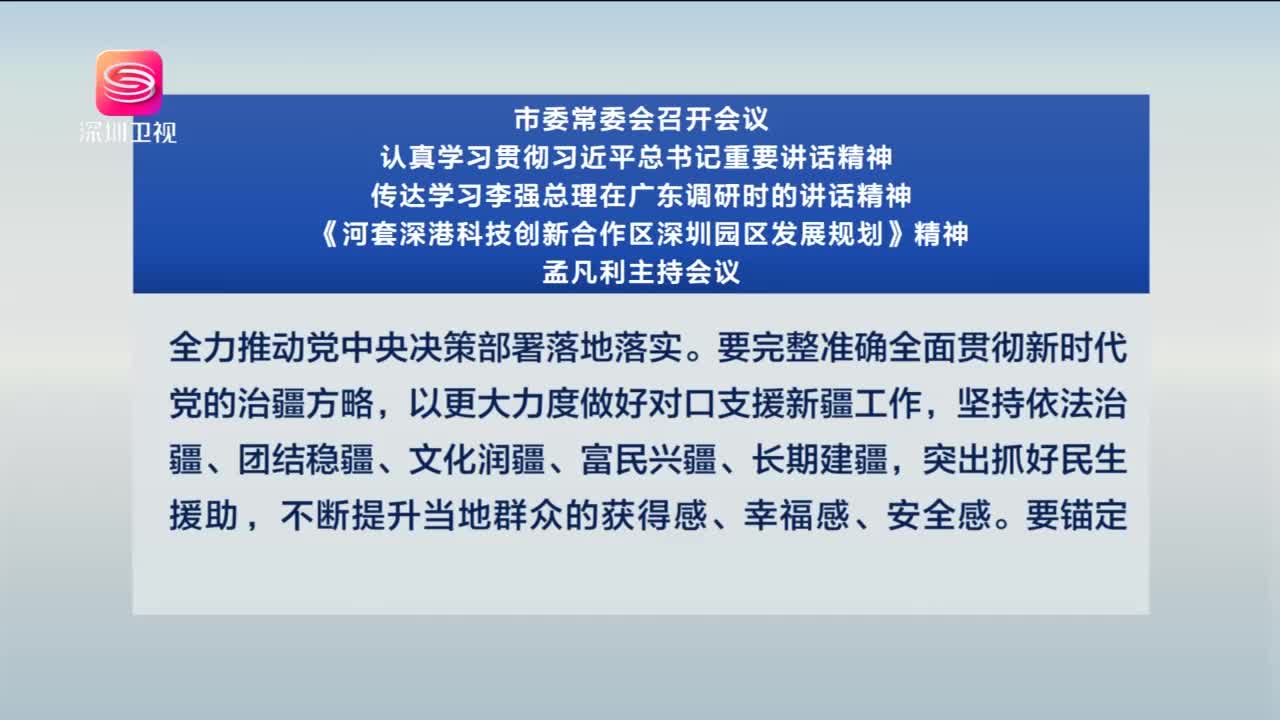 深圳卫视
市委常委会召开会议
认真学习贯彻习近平总书记重要讲话精神
传达学习李强总理在广东调研时的讲话精神
《河套深港科技创新合作区深圳园区发展规划》精神
孟凡利主持会议
全力推动党中央决策部署落地落实。要完整准确全面贯彻新时代
党的治疆方略，以更大力度做好对口支援新疆工作，坚持依法治
疆、团结稳疆、文化润疆、富民兴疆、长期建疆，突出抓好民生
援助，不断提升当地群众的获得感、幸福感、安全感。要锚定